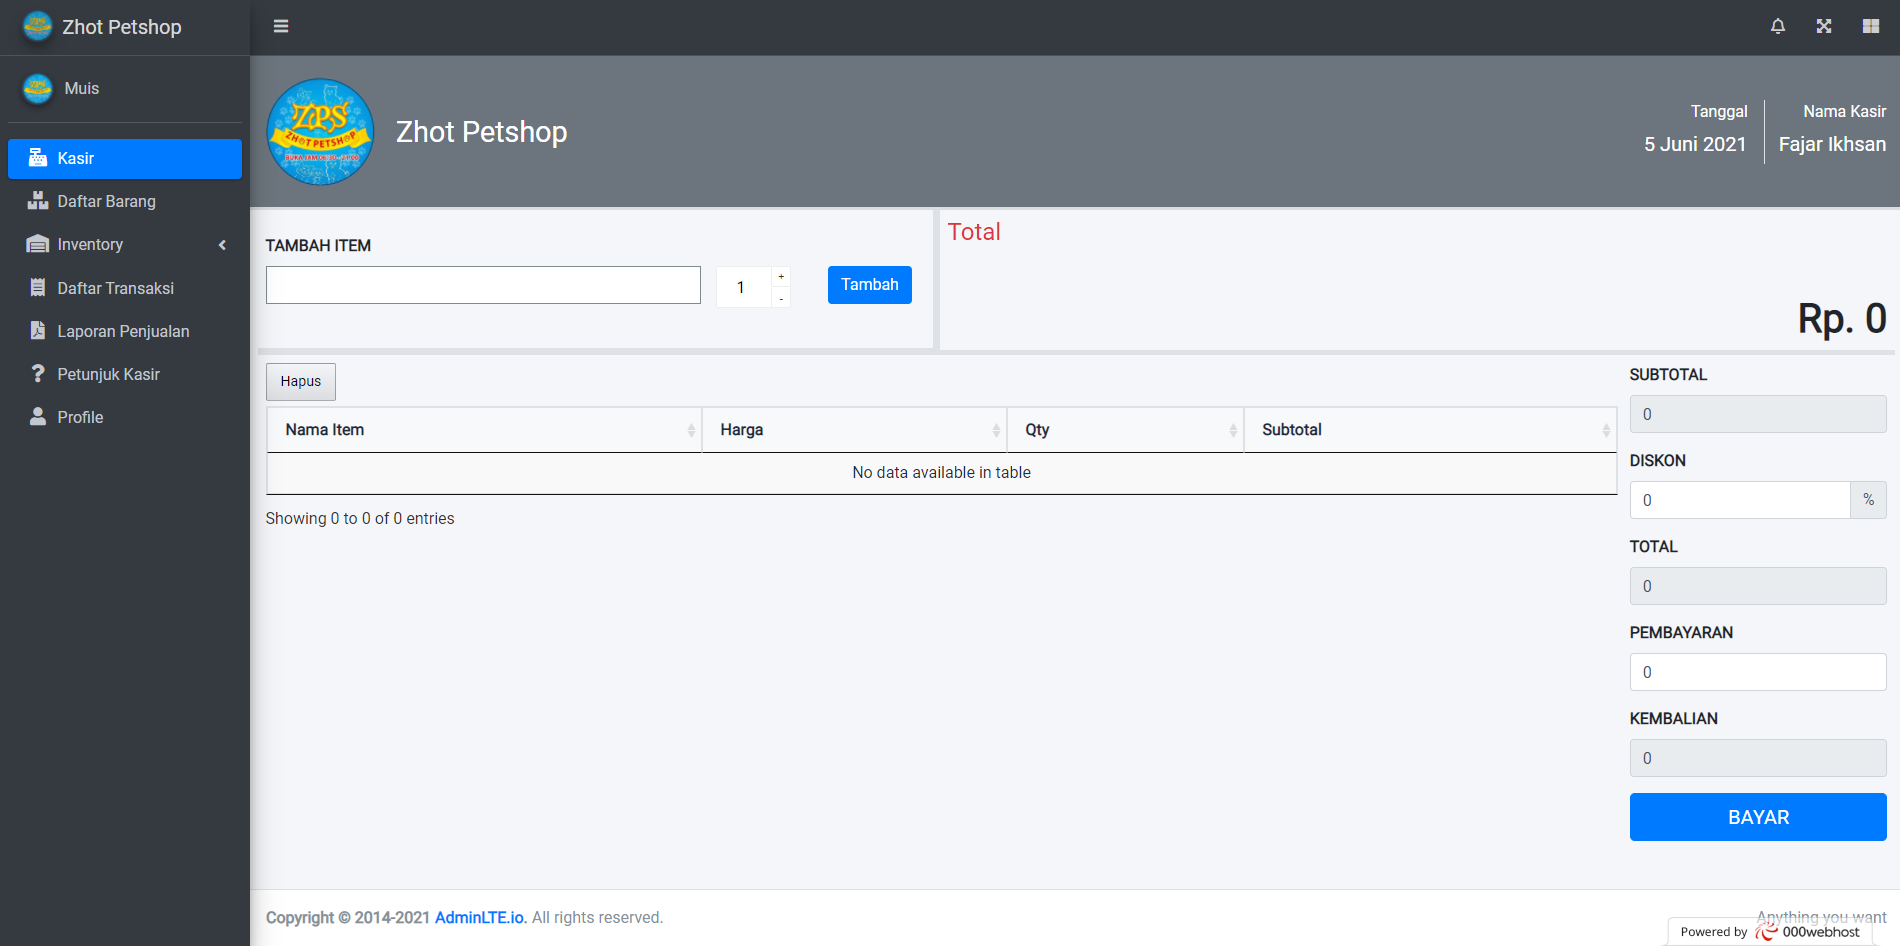 Zhot Petshop
Muis
Kasir
Daftar Barang
Inventory
Daftar Transaksi
Laporan Penjualan
Petunjuk Kasir
Profile
ZPS
ZHOT PETSHOP
Zhot Petshop
Tanggal
5 Juni 2021
Nama Kasir
Fajar Ikhsan
TAMBAH ITEM
1
+
-
Tambah
Total
Rp. 0
Hapus
Nama Item Harga Qty Subtotal
No data available in table
Showing 0 to 0 of 0 entries
SUBTOTAL
0
DISKON
0 %
TOTAL
0
PEMBAYARAN
0
KEMBALIAN
0
BAYAR
Copyright © 2014-2021 AdminLTE.io. All rights reserved.
Anything you want
Powered by 000webhost